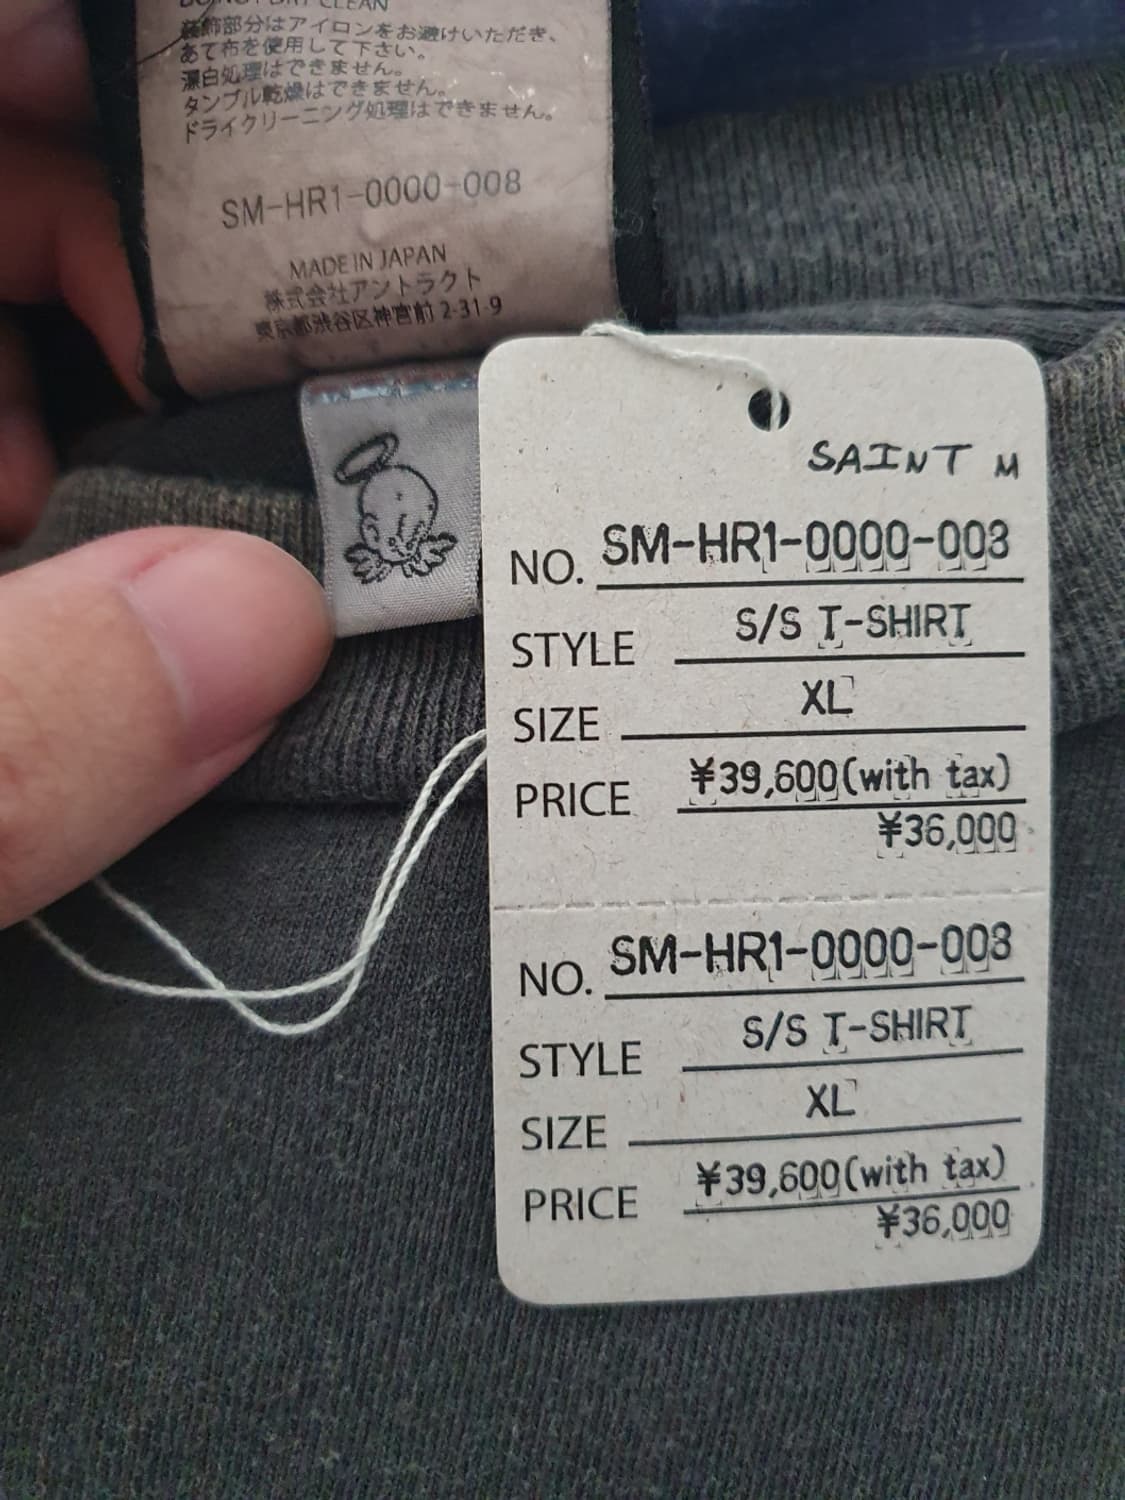 DO NOT DRY CLEAN
装飾部分はアイロンをお避けいただき、
あて布を使用して下さい。
漂白処理はできません。
タンブル乾燥はできません。
ドライクリーニング処理はできません。
SM-HR1-0000-008
MADE IN JAPAN
株式会社アントラクト
東京都渋谷区神宮前 2-31-9
SAINT M
NO. SM-HR1-0000-003
STYLE S/S T-SHIRT
SIZE XL
PRICE ¥39,600(with tax)
¥36,000
NO. SM-HR1-0000-003
STYLE S/S T-SHIRT
SIZE XL
PRICE ¥39,600(with tax)
¥36,000